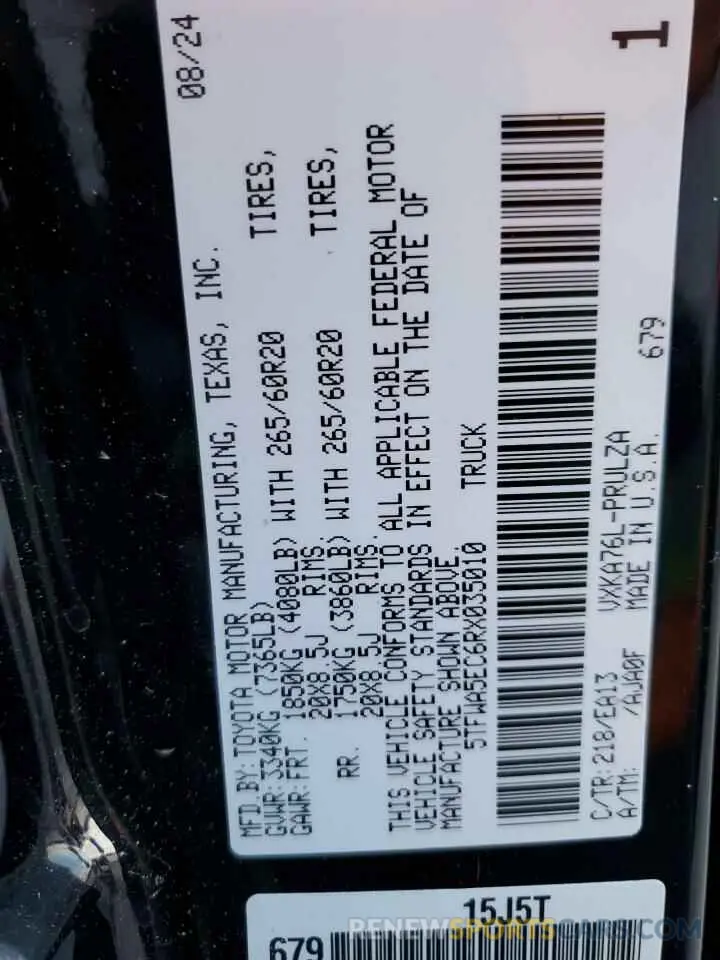 MFD BY: TOYOTA MOTOR MANUFACTURING, TEXAS, INC. 08/24
GVWR: 3340KG (7365LB)
GAWR: FRT. 1850KG (4080LB) WITH 265/60R20 TIRES,
20X8.5J RIMS.
RR. 1750KG (3860LB) WITH 265/60R20 TIRES,
20X8.5J RIMS.
THIS VEHICLE CONFORMS TO ALL APPLICABLE FEDERAL MOTOR
VEHICLE SAFETY STANDARDS IN EFFECT ON THE DATE OF
MANUFACTURE SHOWN ABOVE.
5TFWA5EC6RX035010 TRUCK
C/TR: 218/EA13 VXKA76L-PRULZA 679
A/TM: /AJA0F MADE IN U.S.A.
1
15J5T
679
RENEWSPORTSCARS.COM